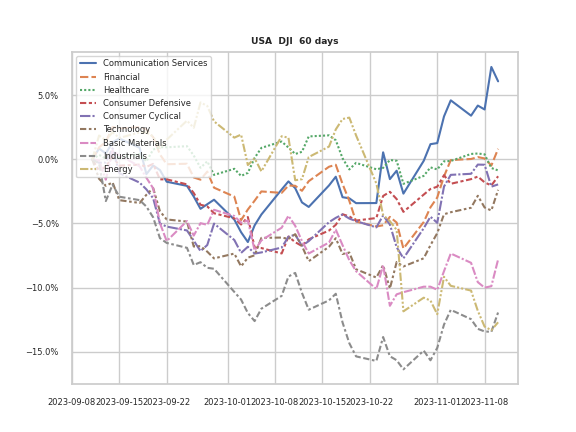 USA DJI 60 days
Communication Services
Financial
Healthcare
Consumer Defensive
Consumer Cyclical
Technology
Basic Materials
Industrials
Energy
5.0%
0.0%
−5.0%
−10.0%
−15.0%
2023-09-08 2023-09-15 2023-09-22 2023-10-01 2023-10-08 2023-10-15 2023-10-22 2023-11-01 2023-11-08